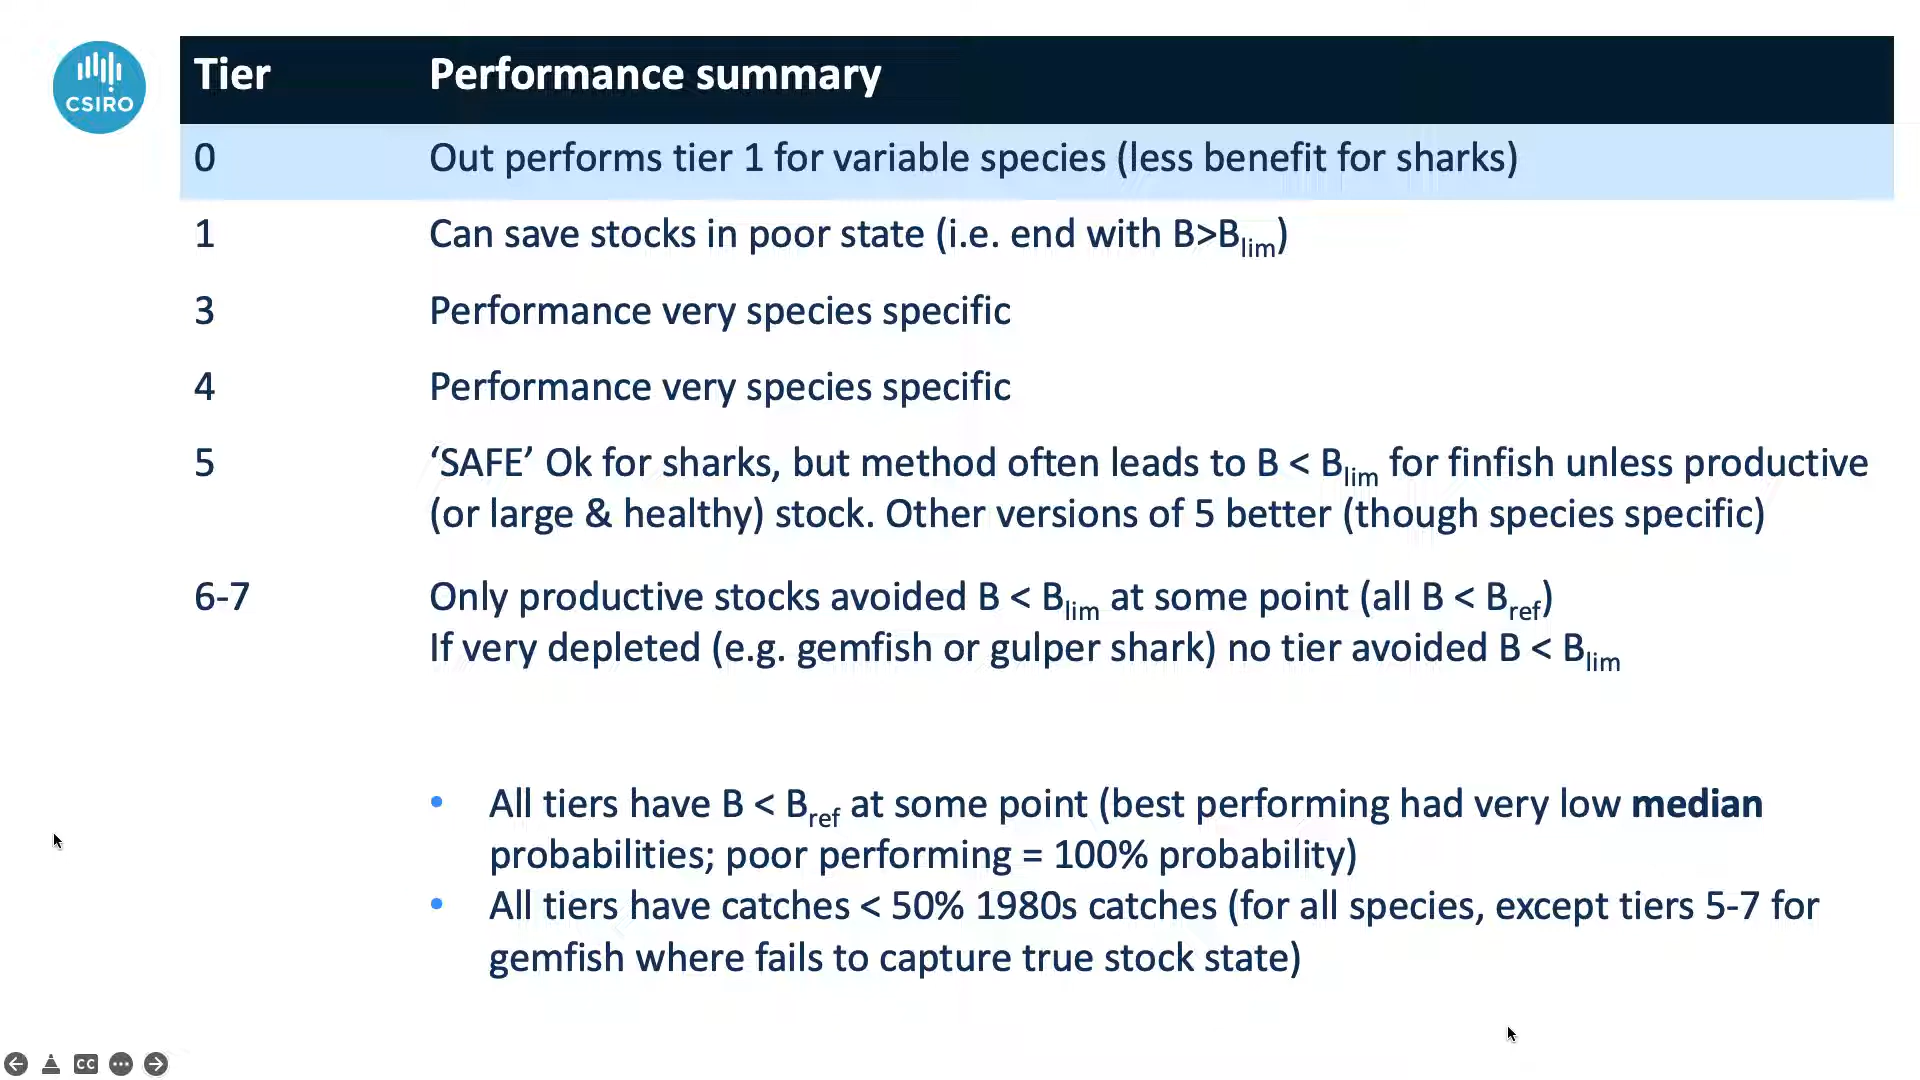 CSIRO
Tier Performance summary
0 Out performs tier 1 for variable species (less benefit for sharks)
1 Can save stocks in poor state (i.e. end with B>Blim)
3 Performance very species specific
4 Performance very species specific
5 ‘SAFE’ Ok for sharks, but method often leads to B < Blim for finfish unless productive
(or large & healthy) stock. Other versions of 5 better (though species specific)
6-7 Only productive stocks avoided B < Blim at some point (all B < Bref)
If very depleted (e.g. gemfish or gulper shark) no tier avoided B < Blim
• All tiers have B < Bref at some point (best performing had very low median
probabilities; poor performing = 100% probability)
• All tiers have catches < 50% 1980s catches (for all species, except tiers 5-7 for
gemfish where fails to capture true stock state)
CC